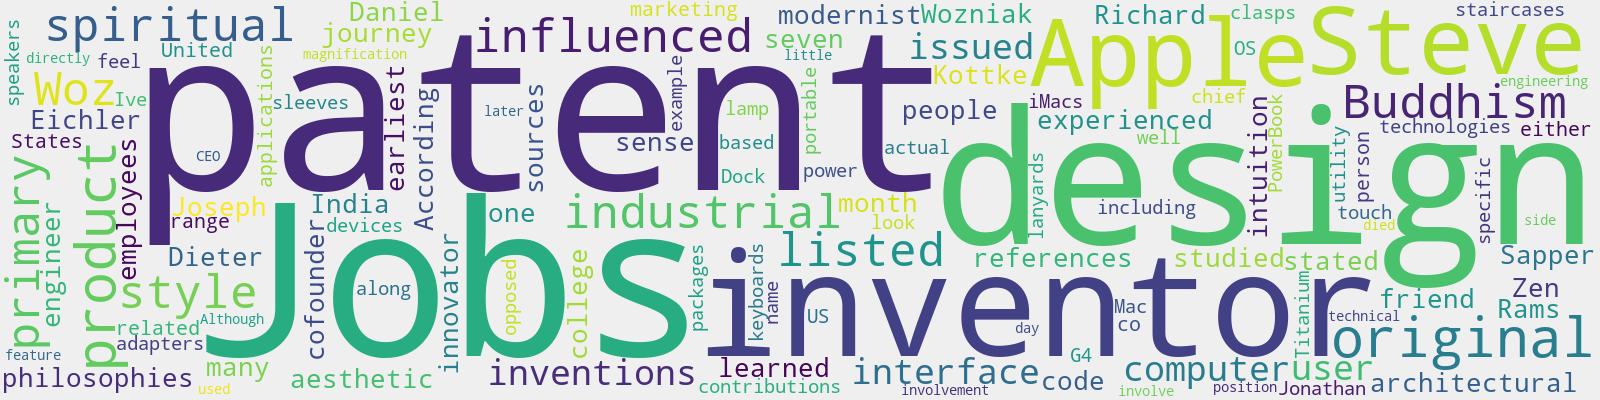 spiritual
Daniel
journey
marketing
modernist
Wozniak
Richard
clasps
staircases
speakers
directly
feel
United
applications
magnification
influenced
seven
little
issued
OS
Apple
Steve
engineering
Woz
Ive
Eichler
States
CEO
sleeves
earliest
According
later
sources
example
sense
lamp
based
Dock
portable
power
people
actual
Kottke
iMacs
experienced
chief
well
Buddhism
technologies
either
patent
design
primary
engineer
product
employees
Joseph
range
India
devices
Dieter
one
industrial
month
look
lanyards
including
intuition
PowerBook
utility
person
touch
died
specific
side
style
related
Although
adapters
cofounder
along
innovator
opposed
college
packages
keyboards
name
listed
references
studied
stated
Sapper
Zen
Rams
friend
Jobs
inventor
US
day
Mac
co
G4
Titanium
technical
original
feature
philosophies
many
used
aesthetic
inventions
learned
contributions
interface
involvement
code
computer
involve
user
position
Jonathan
architectural